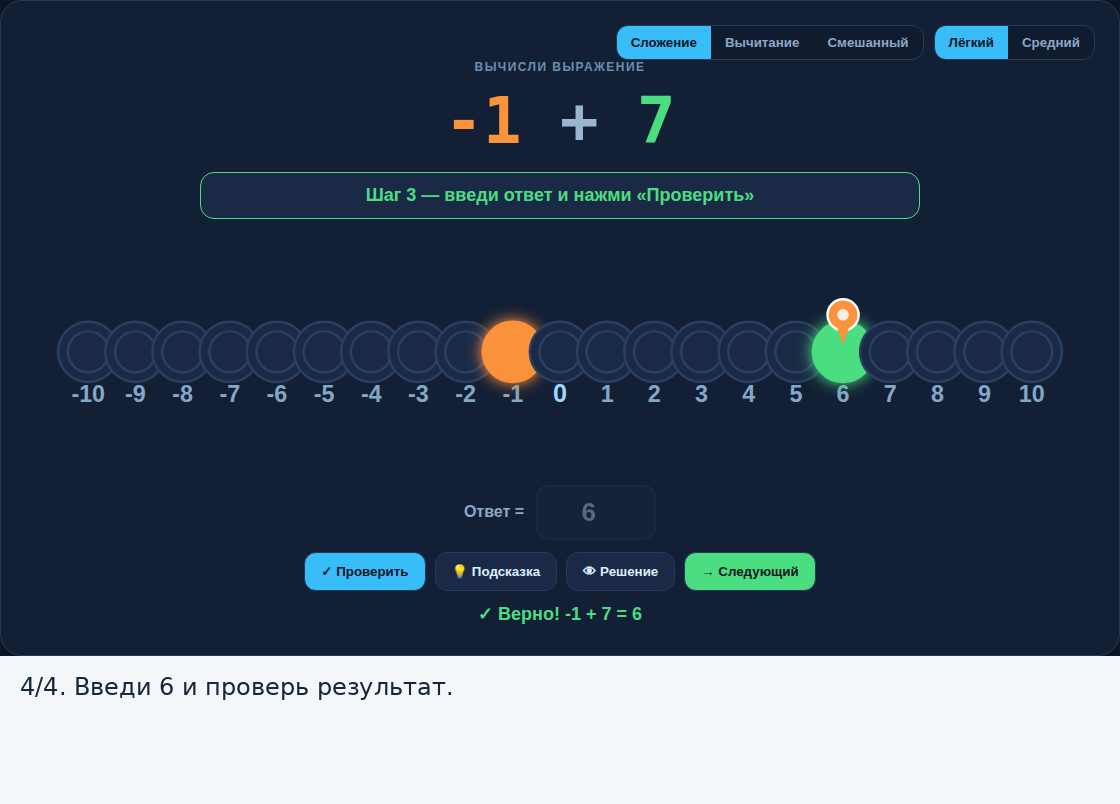 Сложение Вычитание Смешанный Лёгкий Средний
ВЫЧИСЛИ ВЫРАЖЕНИЕ
-1 + 7
Шаг 3 — введи ответ и нажми «Проверить»
-10 -9 -8 -7 -6 -5 -4 -3 -2 -1 0 1 2 3 4 5 6 7 8 9 10
Ответ = 6
✓ Проверить 💡 Подсказка 👁 Решение → Следующий
✓ Верно! -1 + 7 = 6
4/4. Введи 6 и проверь результат.